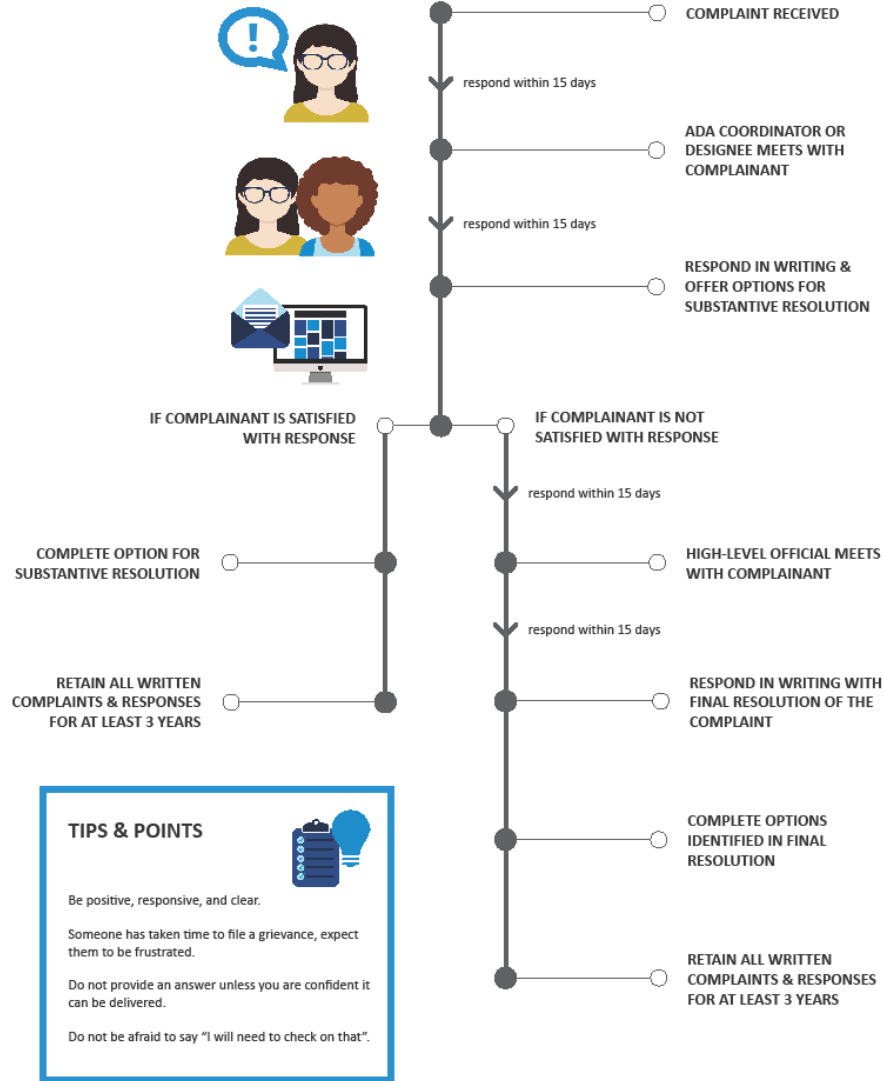 COMPLAINT RECEIVED
respond within 15 days
ADA COORDINATOR OR
DESIGNEE MEETS WITH
COMPLAINANT
respond within 15 days
RESPOND IN WRITING &
OFFER OPTIONS FOR
SUBSTANTIVE RESOLUTION
IF COMPLAINANT IS SATISFIED
WITH RESPONSE
IF COMPLAINANT IS NOT
SATISFIED WITH RESPONSE
respond within 15 days
COMPLETE OPTION FOR
SUBSTANTIVE RESOLUTION
HIGH-LEVEL OFFICIAL MEETS
WITH COMPLAINANT
respond within 15 days
RETAIN ALL WRITTEN
COMPLAINTS & RESPONSES
FOR AT LEAST 3 YEARS
RESPOND IN WRITING WITH
FINAL RESOLUTION OF THE
COMPLAINT
COMPLETE OPTIONS
IDENTIFIED IN FINAL
RESOLUTION
RETAIN ALL WRITTEN
COMPLAINTS & RESPONSES
FOR AT LEAST 3 YEARS
TIPS & POINTS
Be positive, responsive, and clear.
Someone has taken time to file a grievance, expect
them to be frustrated.
Do not provide an answer unless you are confident it
can be delivered.
Do not be afraid to say “I will need to check on that”.